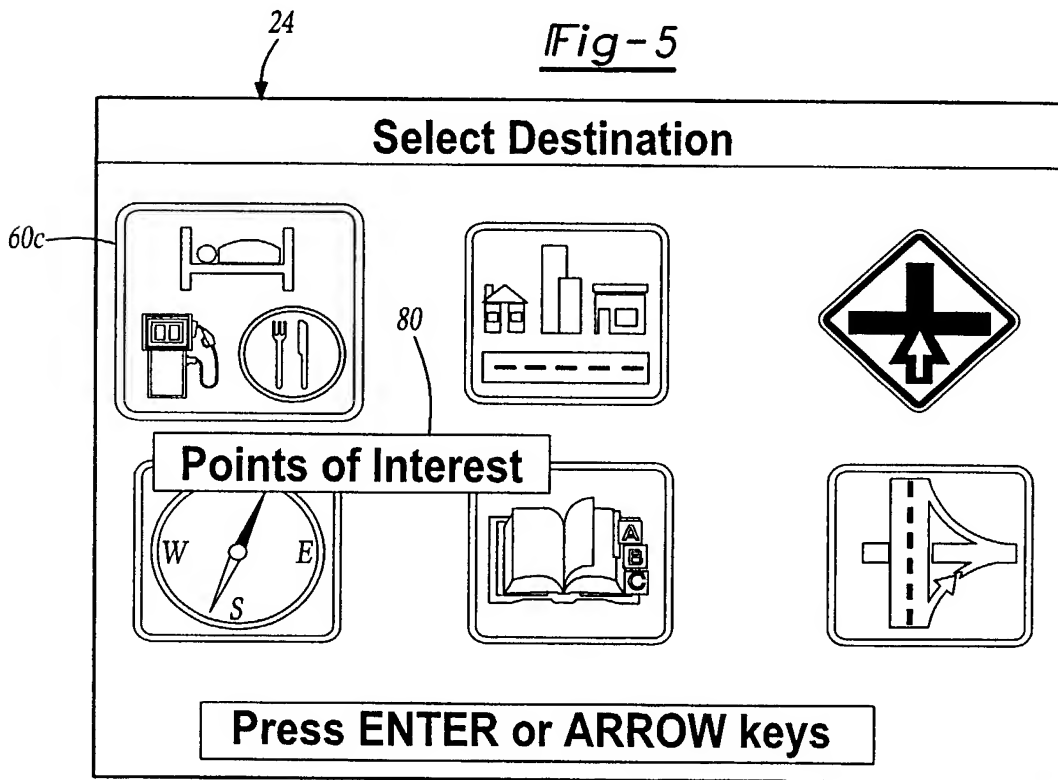 24
Fig-5
Select Destination
60c
80
Points of Interest
W
E
S
A
B
C
Press ENTER or ARROW keys